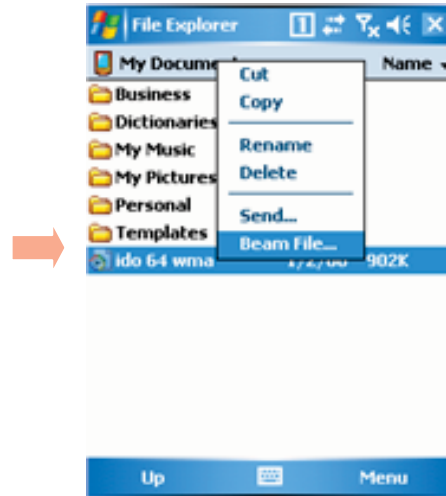 File Explorer
My Docume Name
Cut
Copy
Rename
Delete
Send...
Beam File...
Business
Dictionaries
My Music
My Pictures
Personal
Templates
ido 64 wma 902K
Up Menu